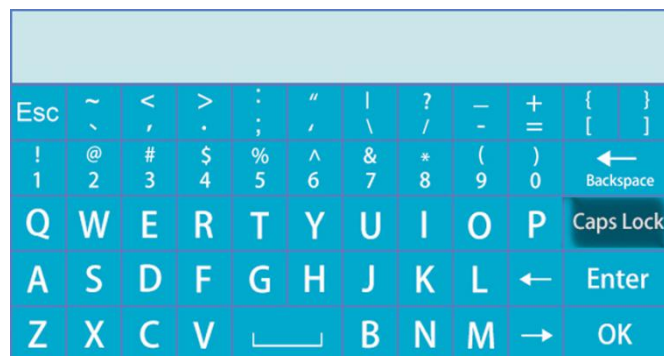 Esc ~ < > : " | ? _ + { }
` , . ; ' \ / - = [ ]
! @ # $ % ^ & * ( ) ←
1 2 3 4 5 6 7 8 9 0 Backspace
Q W E R T Y U I O P Caps Lock
A S D F G H J K L ← Enter
Z X C V B N M → OK